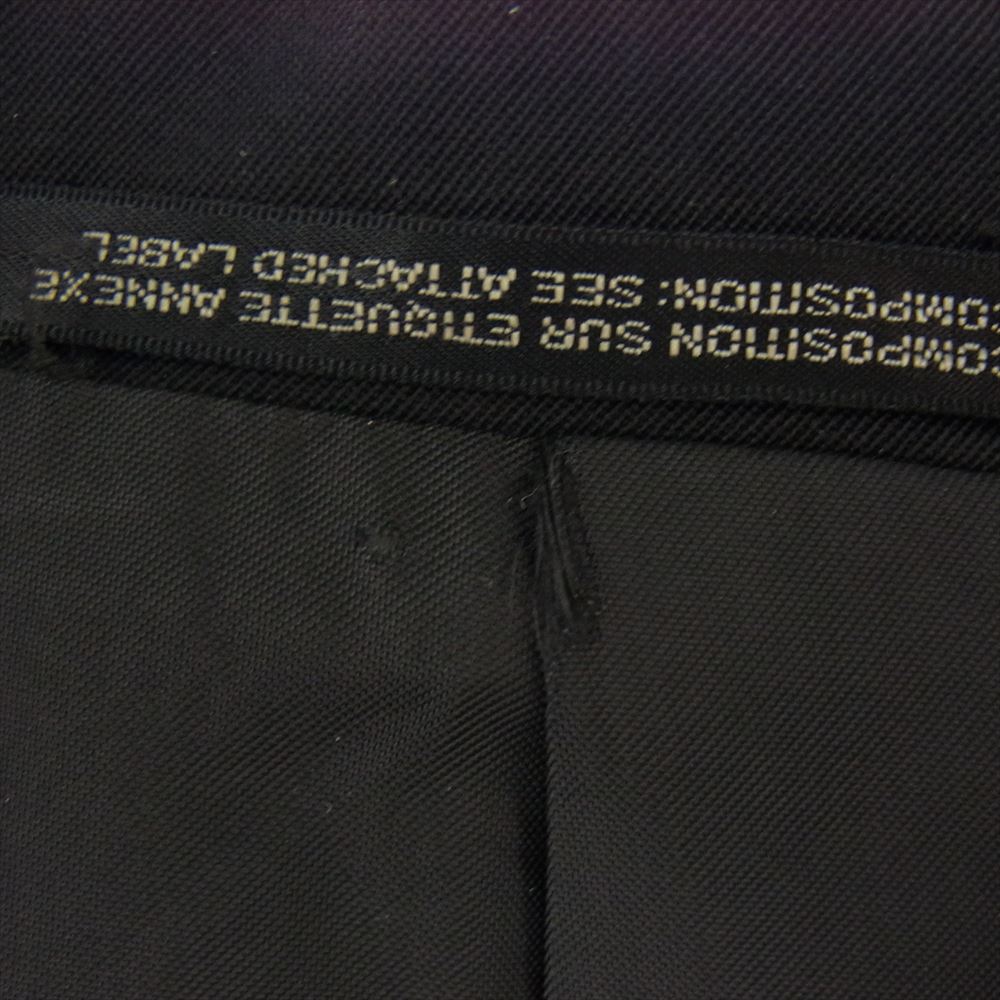 COMPOSITION SUR ETIQUETTE ANNEXE
COMPOSITION: SEE ATTACHED LABEL